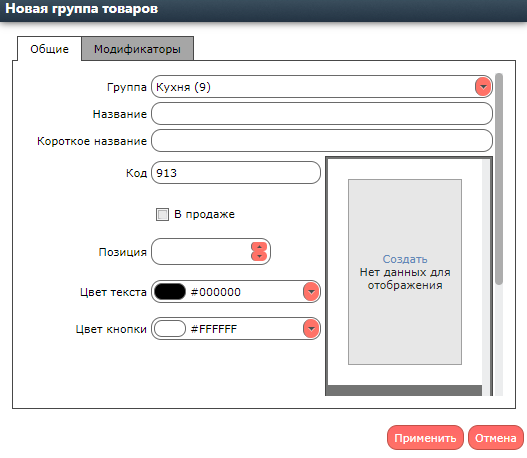 Новая группа товаров
Общие
Модификаторы
Группа
Кухня (9)
Название
Короткое название
Код
913
В продаже
Позиция
Цвет текста
#000000
Цвет кнопки
#FFFFFF
Создать
Нет данных для
отображения
Применить
Отмена